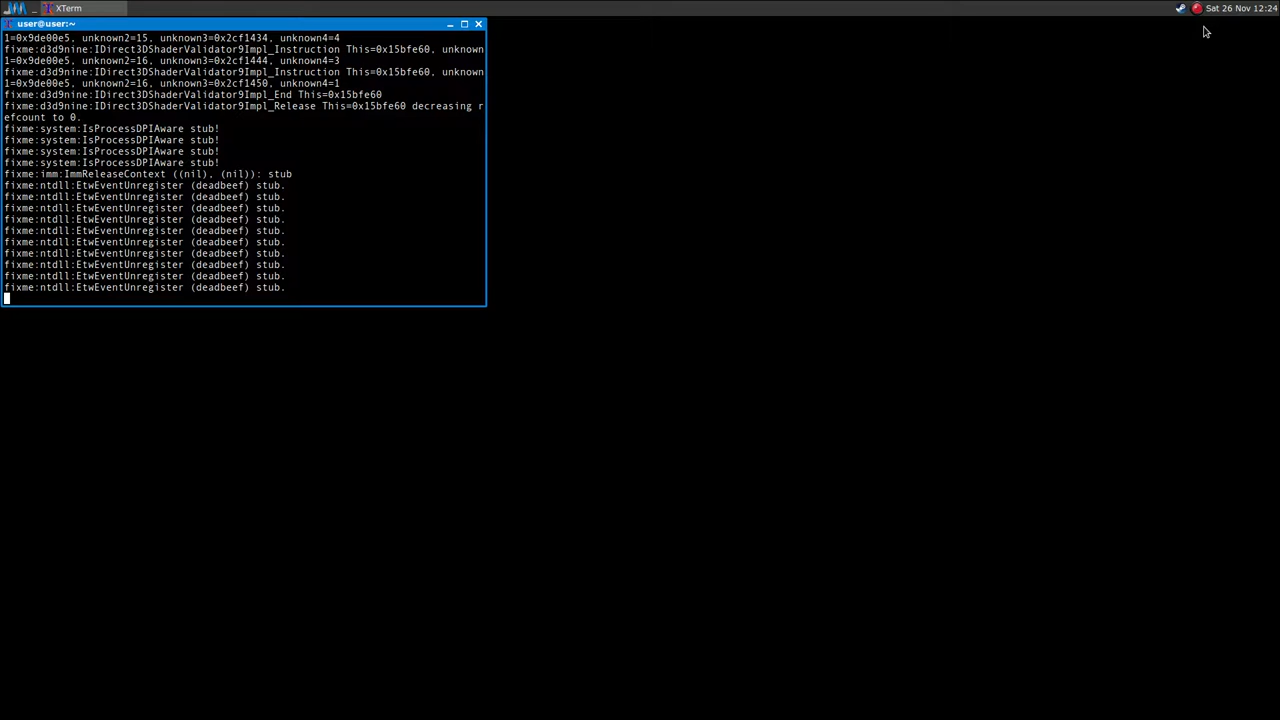 XTerm
Sat 26 Nov 12:24
user@user:~
1=0x9de00e5, unknown2=15, unknown3=0x2cf1434, unknown4=4
fixme:d3d9nine:IDirect3DShaderValidator9Impl_Instruction This=0x15bfe60, unknown
1=0x9de00e5, unknown2=16, unknown3=0x2cf1444, unknown4=3
fixme:d3d9nine:IDirect3DShaderValidator9Impl_Instruction This=0x15bfe60, unknown
1=0x9de00e5, unknown2=16, unknown3=0x2cf1450, unknown4=1
fixme:d3d9nine:IDirect3DShaderValidator9Impl_End This=0x15bfe60
fixme:d3d9nine:IDirect3DShaderValidator9Impl_Release This=0x15bfe60 decreasing r
efcount to 0.
fixme:system:IsProcessDPIAware stub!
fixme:system:IsProcessDPIAware stub!
fixme:system:IsProcessDPIAware stub!
fixme:system:IsProcessDPIAware stub!
fixme:imm:ImmReleaseContext ((nil), (nil)): stub
fixme:ntdll:EtwEventUnregister (deadbeef) stub.
fixme:ntdll:EtwEventUnregister (deadbeef) stub.
fixme:ntdll:EtwEventUnregister (deadbeef) stub.
fixme:ntdll:EtwEventUnregister (deadbeef) stub.
fixme:ntdll:EtwEventUnregister (deadbeef) stub.
fixme:ntdll:EtwEventUnregister (deadbeef) stub.
fixme:ntdll:EtwEventUnregister (deadbeef) stub.
fixme:ntdll:EtwEventUnregister (deadbeef) stub.
fixme:ntdll:EtwEventUnregister (deadbeef) stub.
fixme:ntdll:EtwEventUnregister (deadbeef) stub.